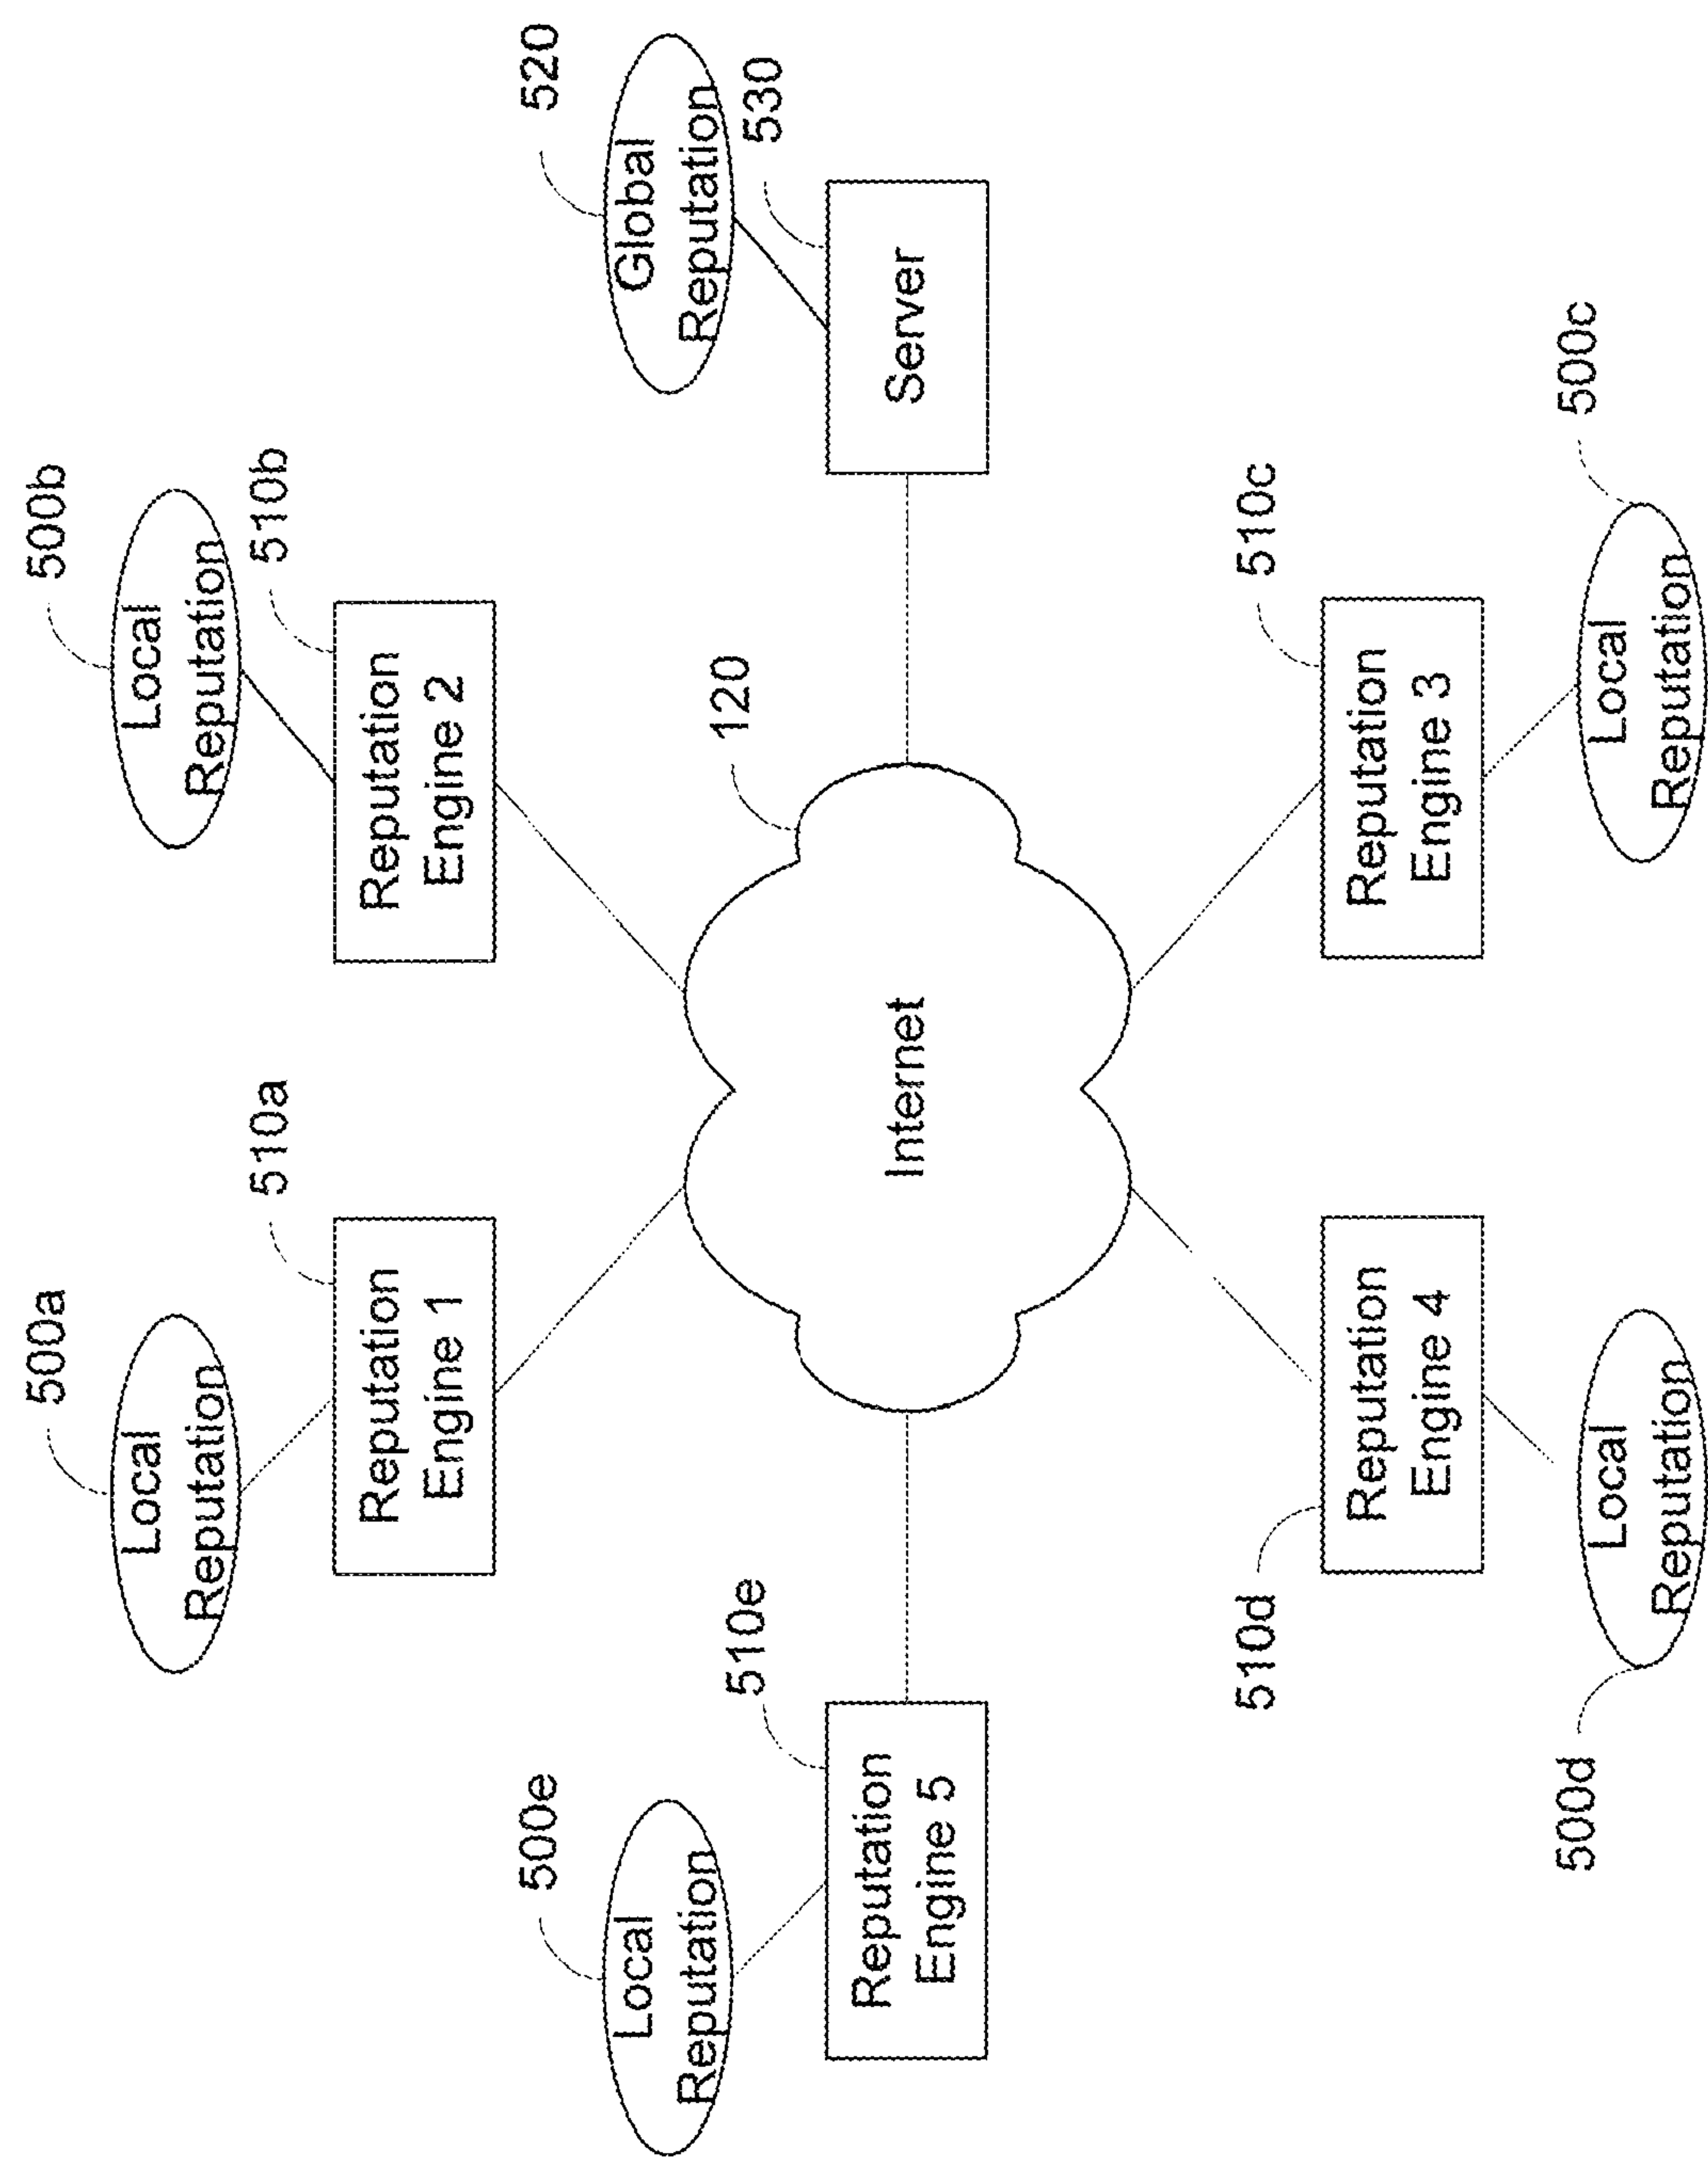 500a
Local
Reputation
510a
Reputation
Engine 1
500b
Local
Reputation
510b
Reputation
Engine 2
500e
Local
Reputation
510e
Reputation
Engine 5
120
Internet
520
Global
Reputation
530
Server
510d
Reputation
Engine 4
500d
Local
Reputation
510c
Reputation
Engine 3
500c
Local
Reputation